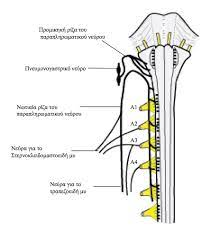 Προμηκική ρίζα του
παραπληρωματικού νεύρου
Πνευμονογαστρικό νεύρο
Νωτιαία ρίζα του
παραπληρωματικού νεύρου
Νεύρα για το
Στερνοκλειδομαστοειδή μυ
Νεύρα για το
τραπεζοειδή μυ
A1
A2
A3
A4